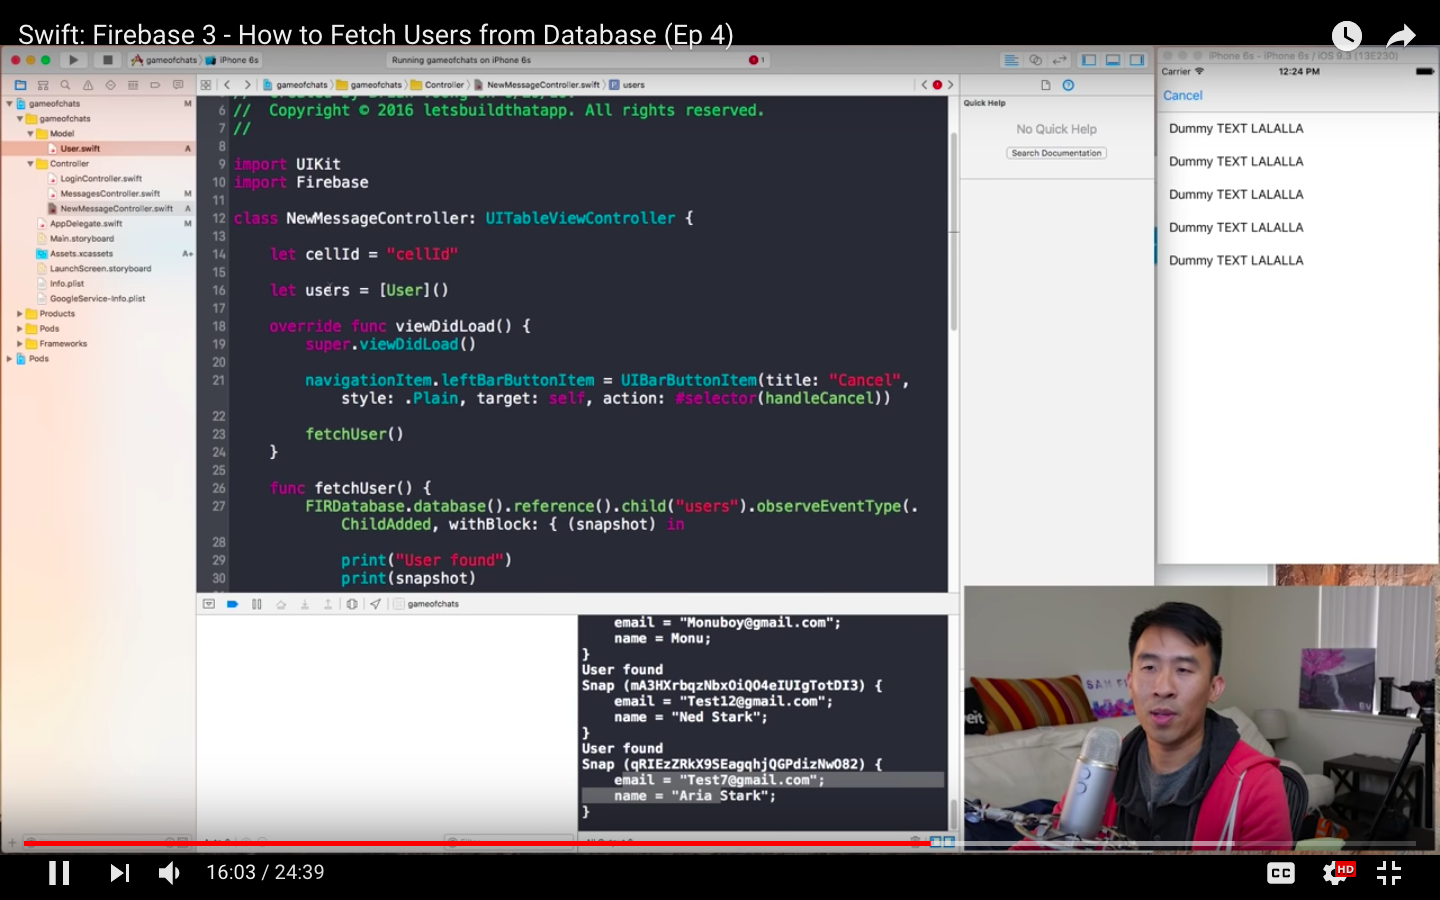 Swift: Firebase 3 - How to Fetch Users from Database (Ep 4)
gameofchats
iPhone 6s
Running gameofchats on iPhone 6s
1
iPhone 6s - iPhone 6s / iOS 9.3 (13E230)
gameofchats
gameofchats
Controller
NewMessageController.swift
users
gameofchats M
gameofchats
Model
User.swift A
Controller
LoginController.swift
MessagesController.swift M
NewMessageController.swift A
AppDelegate.swift M
Main.storyboard
Assets.xcassets A+
LaunchScreen.storyboard
Info.plist
GoogleService-Info.plist
Products
Pods
Frameworks
Pods
6 // Copyright © 2016 letsbuildthatapp. All rights reserved.
7 //
8
9 import UIKit
10 import Firebase
11
12 class NewMessageController: UITableViewController {
13
14 let cellId = "cellId"
15
16 let users = [User]()
17
18 override func viewDidLoad() {
19 super.viewDidLoad()
20
21 navigationItem.leftBarButtonItem = UIBarButtonItem(title: "Cancel",
style: .Plain, target: self, action: #selector(handleCancel))
22
23 fetchUser()
24 }
25
26 func fetchUser() {
27 FIRDatabase.database().reference().child("users").observeEventType(.
ChildAdded, withBlock: { (snapshot) in
28
29 print("User found")
30 print(snapshot)
gameofchats
email = "Monuboy@gmail.com";
name = Monu;
}
User found
Snap (mA3HXrbqzNbxOiQO4eIUIgTotDI3) {
email = "Test12@gmail.com";
name = "Ned Stark";
}
User found
Snap (qRIEzZRkX9SEagqhjQGPdizNwO82) {
email = "Test7@gmail.com";
name = "Aria Stark";
}
Quick Help
No Quick Help
Search Documentation
Carrier 12:24 PM
Cancel
Dummy TEXT LALALLA
Dummy TEXT LALALLA
Dummy TEXT LALALLA
Dummy TEXT LALALLA
Dummy TEXT LALALLA
16:03 / 24:39
CC
HD